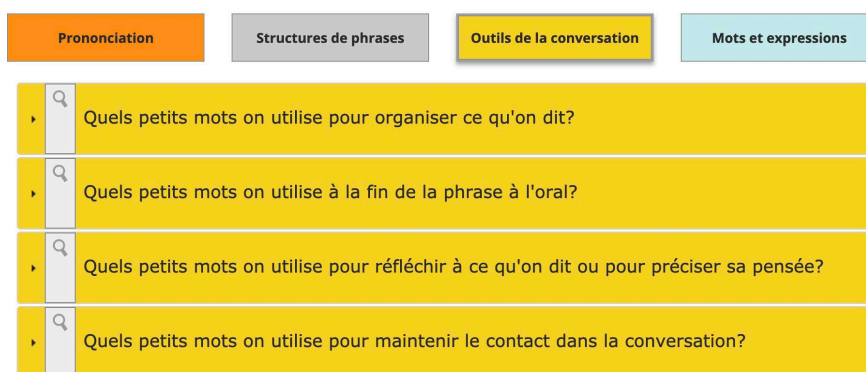 Prononciation
Structures de phrases
Outils de la conversation
Mots et expressions
Quels petits mots on utilise pour organiser ce qu'on dit?
Quels petits mots on utilise à la fin de la phrase à l'oral?
Quels petits mots on utilise pour réfléchir à ce qu'on dit ou pour préciser sa pensée?
Quels petits mots on utilise pour maintenir le contact dans la conversation?